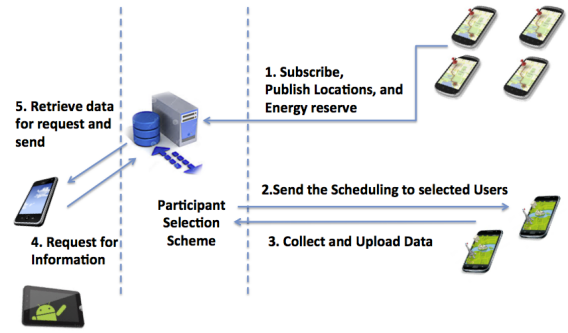 1. Subscribe,
Publish Locations, and
Energy reserve
5. Retrieve data
for request and
send
Participant
Selection
Scheme
2.Send the Scheduling to selected Users
3. Collect and Upload Data
4. Request for
Information